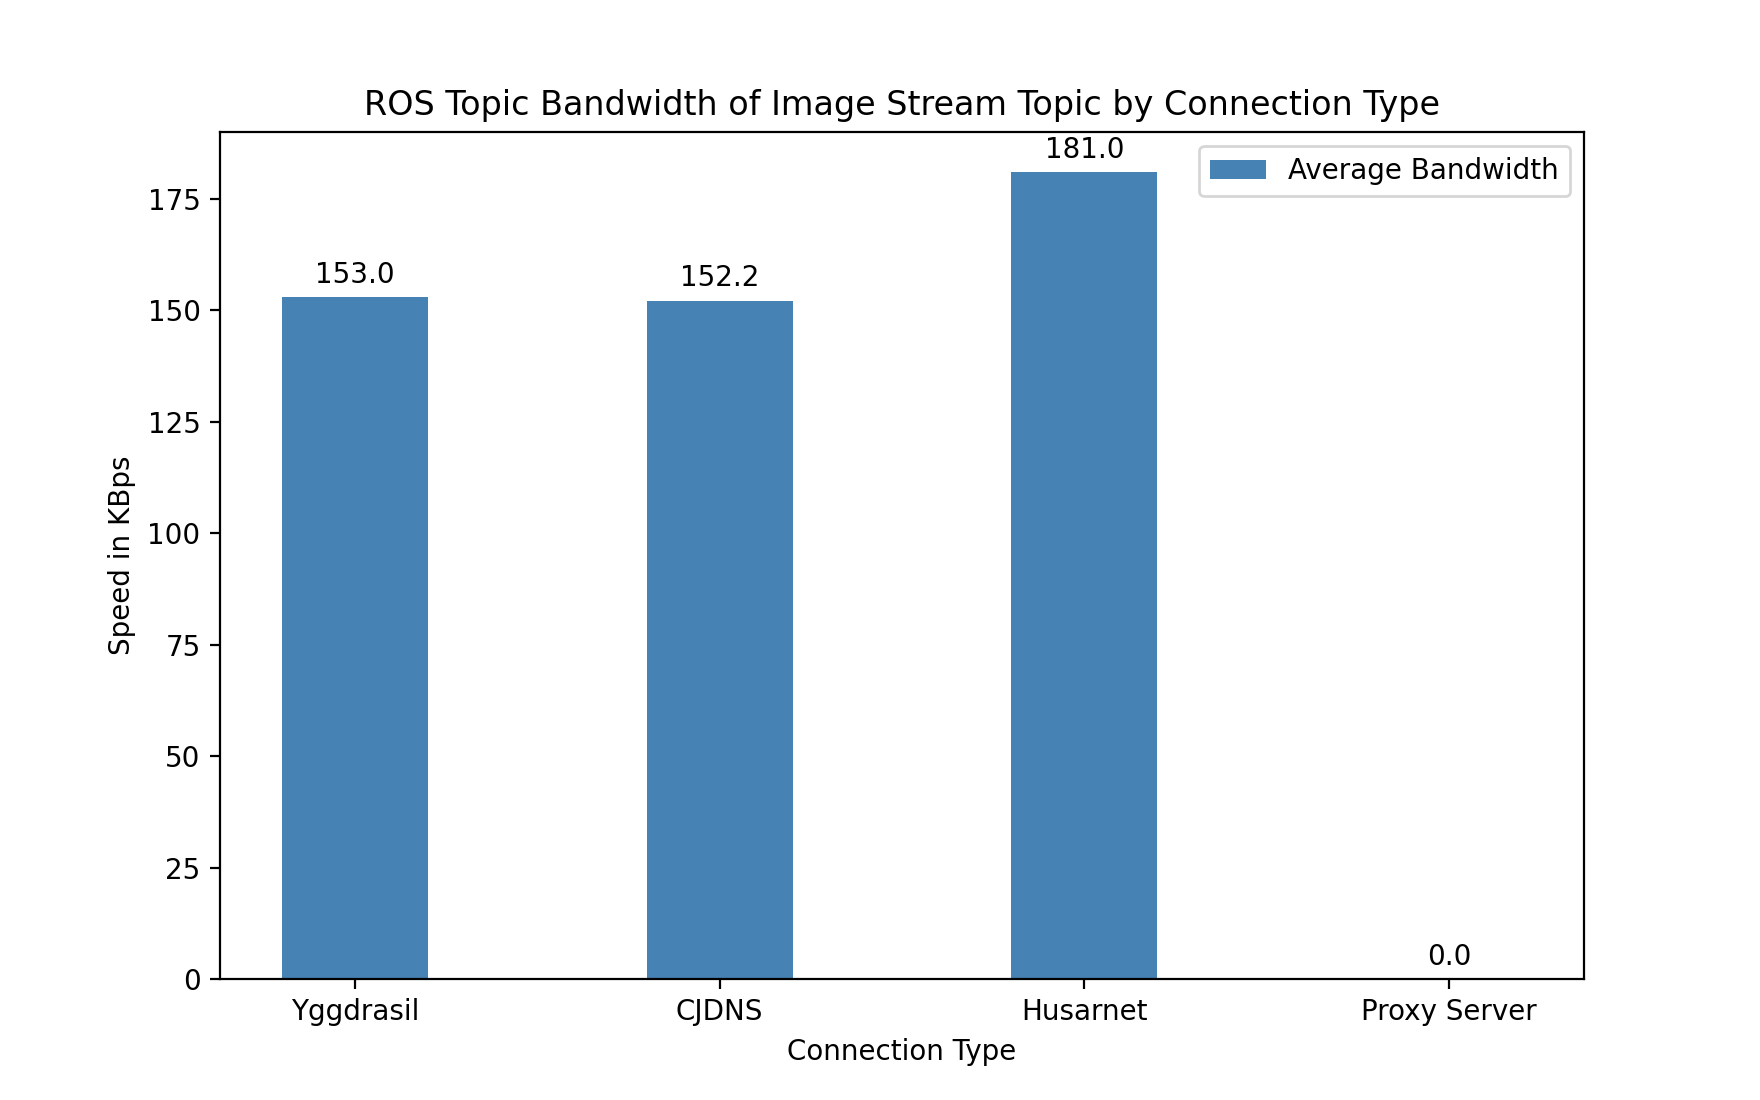 ROS Topic Bandwidth of Image Stream Topic by Connection Type
181.0
Average Bandwidth
175
153.0
152.2
150
125
Speed in KBps
100
75
50
25
0.0
0
Yggdrasil CJDNS Husarnet Proxy Server
Connection Type